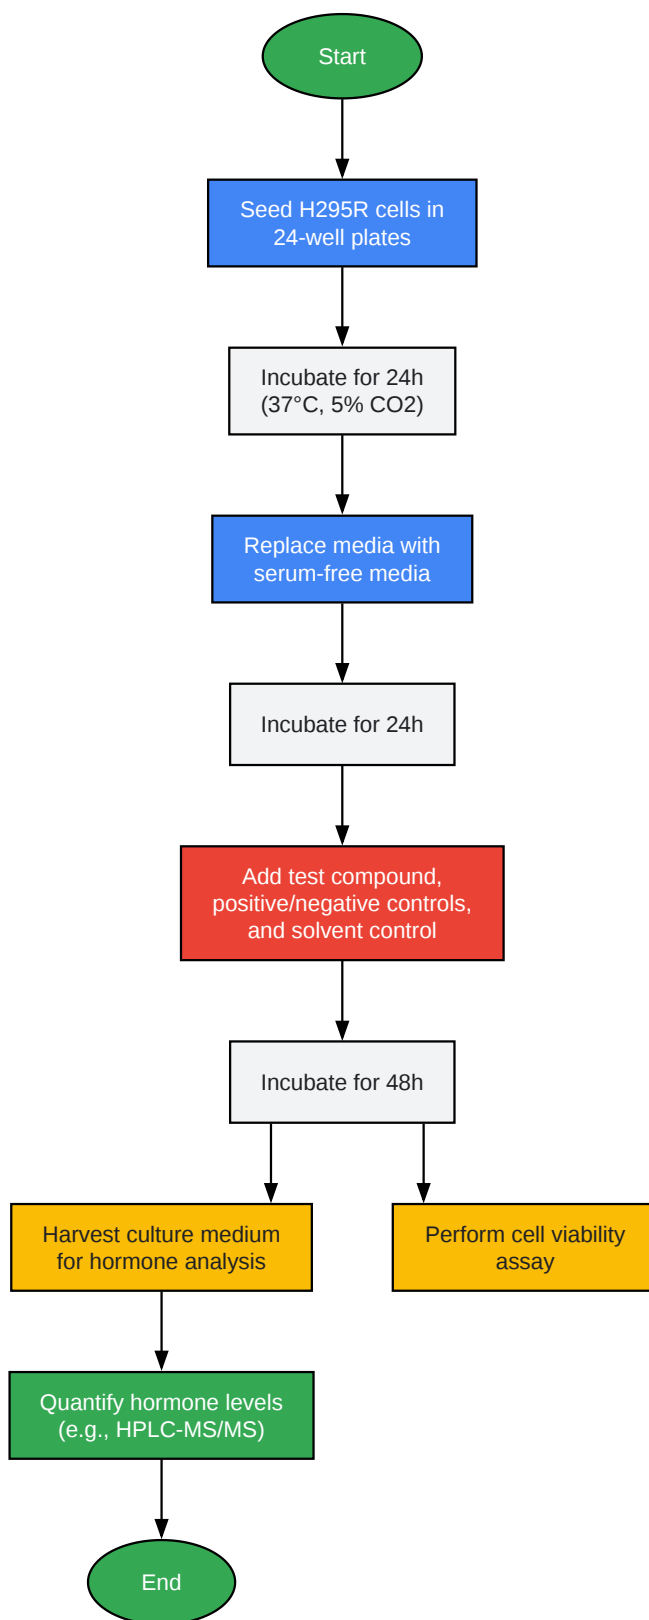 Start
Seed H295R cells in
24-well plates
Incubate for 24h
(37°C, 5% CO2)
Replace media with
serum-free media
Incubate for 24h
Add test compound,
positive/negative controls,
and solvent control
Incubate for 48h
Harvest culture medium
for hormone analysis
Perform cell viability
assay
Quantify hormone levels
(e.g., HPLC-MS/MS)
End